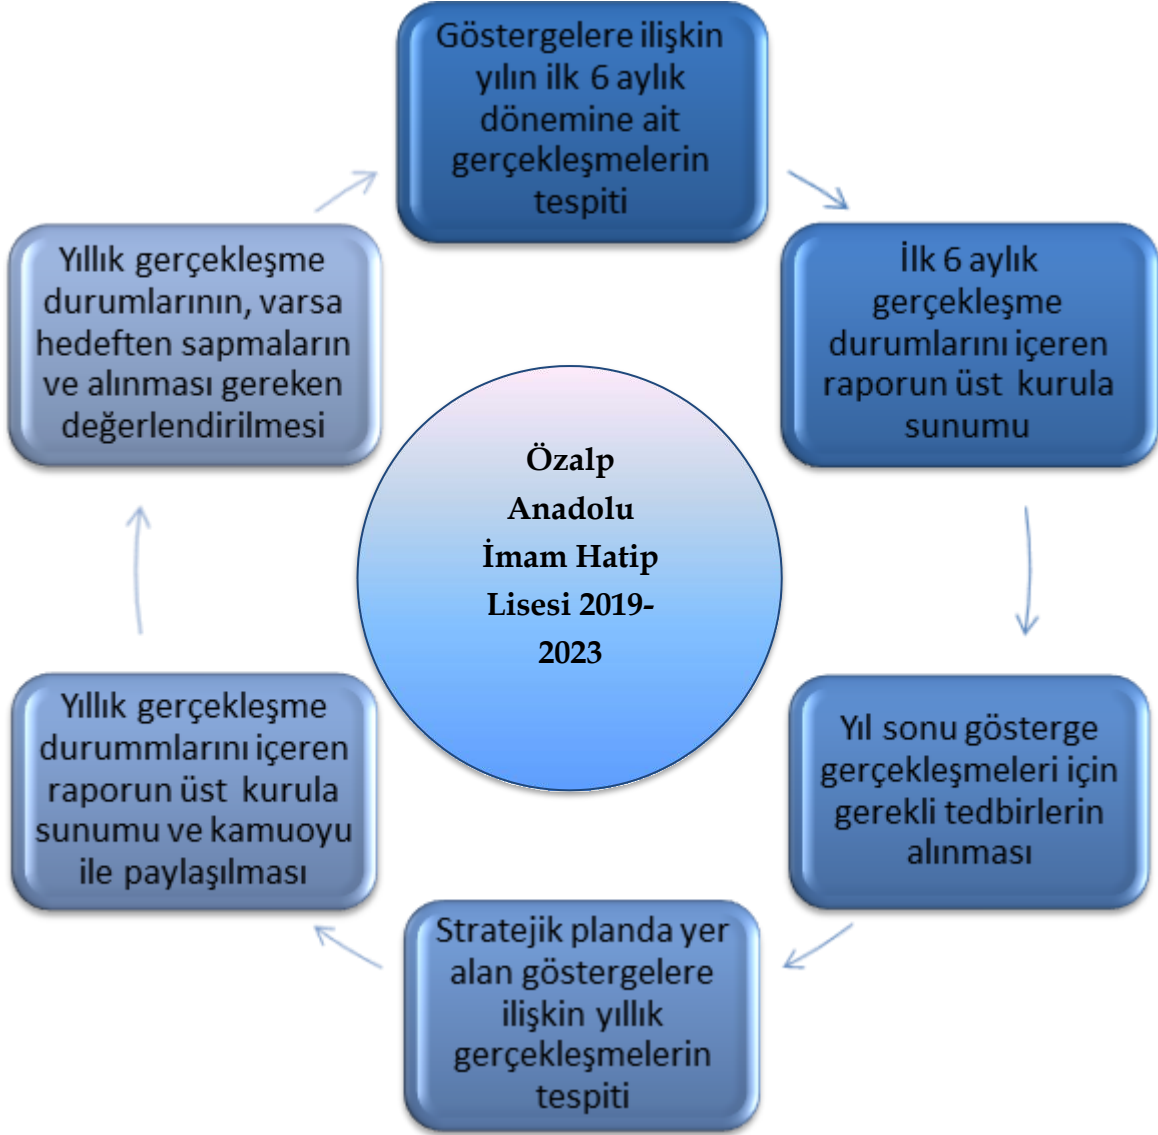 Göstergelere ilişkin
yılın ilk 6 aylık
dönemine ait
gerçekleşmelerin
tespiti
İlk 6 aylık
gerçekleşme
durumlarını içeren
raporun üst kurula
sunumu
Yıl sonu gösterge
gerçekleşmeleri için
gerekli tedbirlerin
alınması
Stratejik planda yer
alan göstergelere
ilişkin yıllık
gerçekleşmelerin
tespiti
Yıllık gerçekleşme
durummlarını içeren
raporun üst kurula
sunumu ve kamuoyu
ile paylaşılması
Yıllık gerçekleşme
durumlarının, varsa
hedeften sapmaların
ve alınması gereken
değerlendirilmesi
Özalp
Anadolu
İmam Hatip
Lisesi 2019-
2023